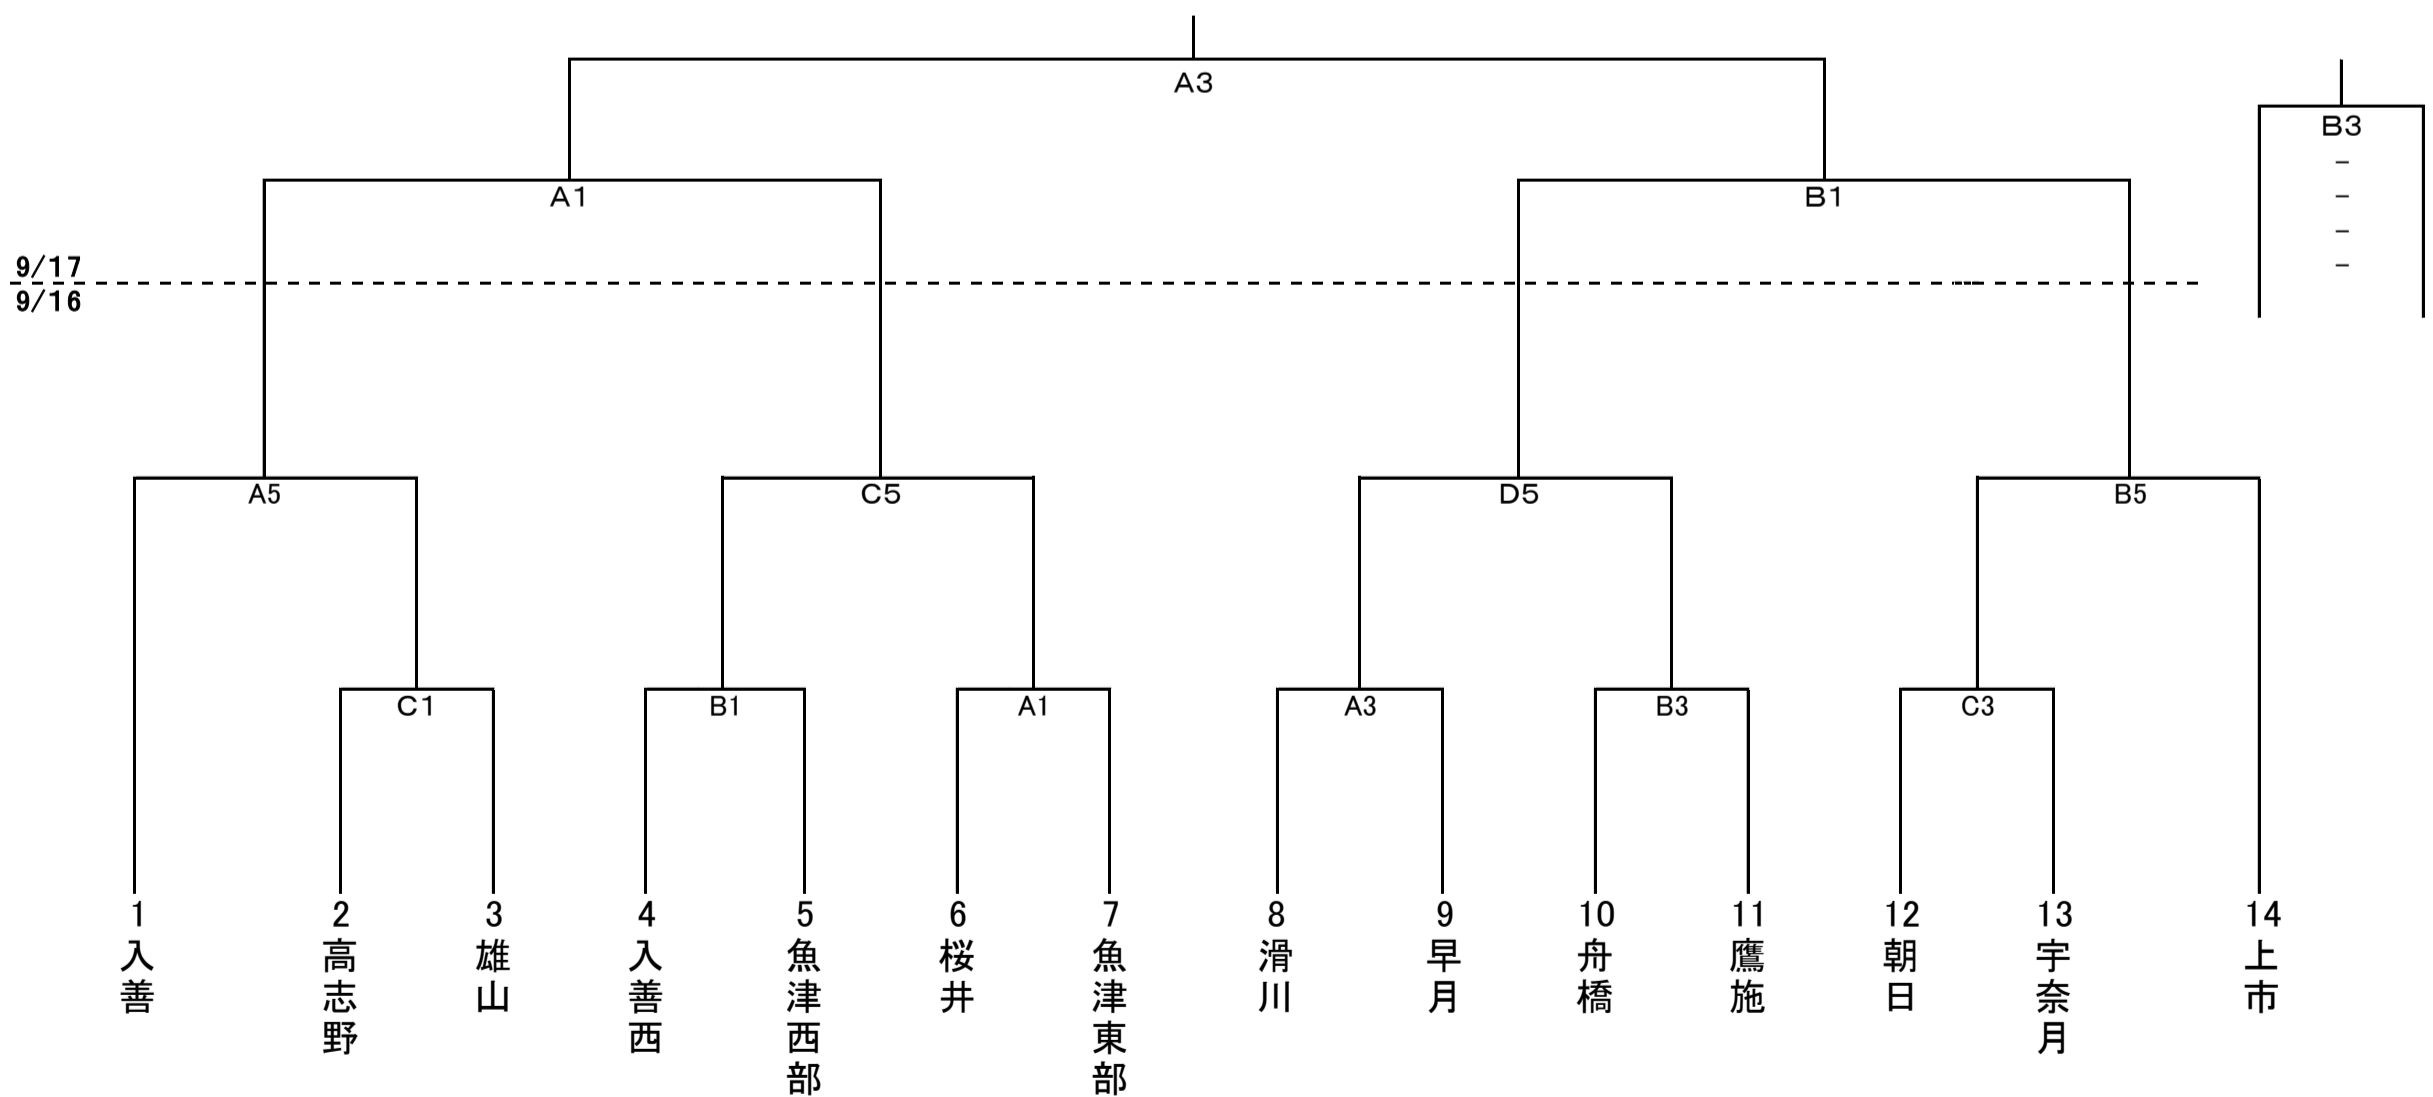 A3
B3
－
－
－
－
A1
B1
9/17
9/16
A5
C5
D5
B5
C1
B1
A1
A3
B3
C3
1
2
3
4
5
6
7
8
9
10
11
12
13
14
入善
高志野
雄山
入善西
魚津西部
桜井
魚津東部
滑川
早月
舟橋
鷹施
朝日
宇奈月
上市